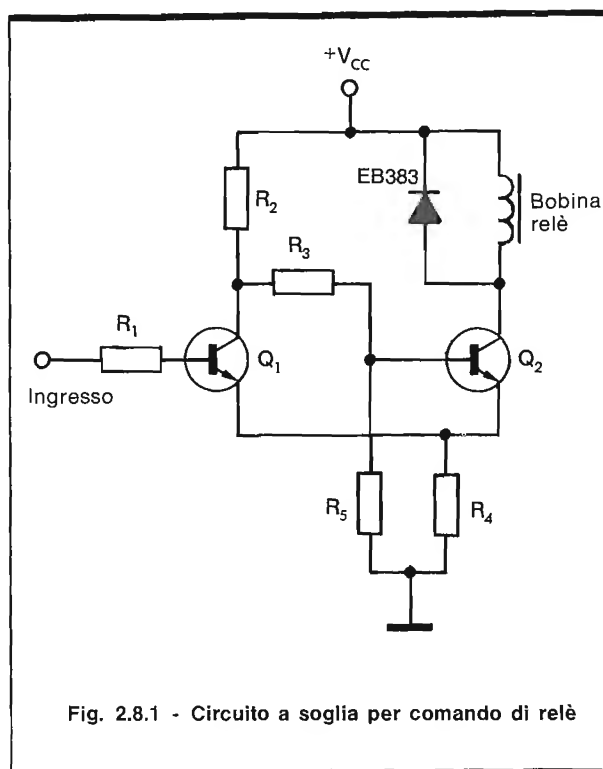 +V_CC
EB383
Bobina
relè
R_2
R_3
R_1
Q_1
Q_2
Ingresso
R_5
R_4
Fig. 2.8.1 - Circuito a soglia per comando di relè